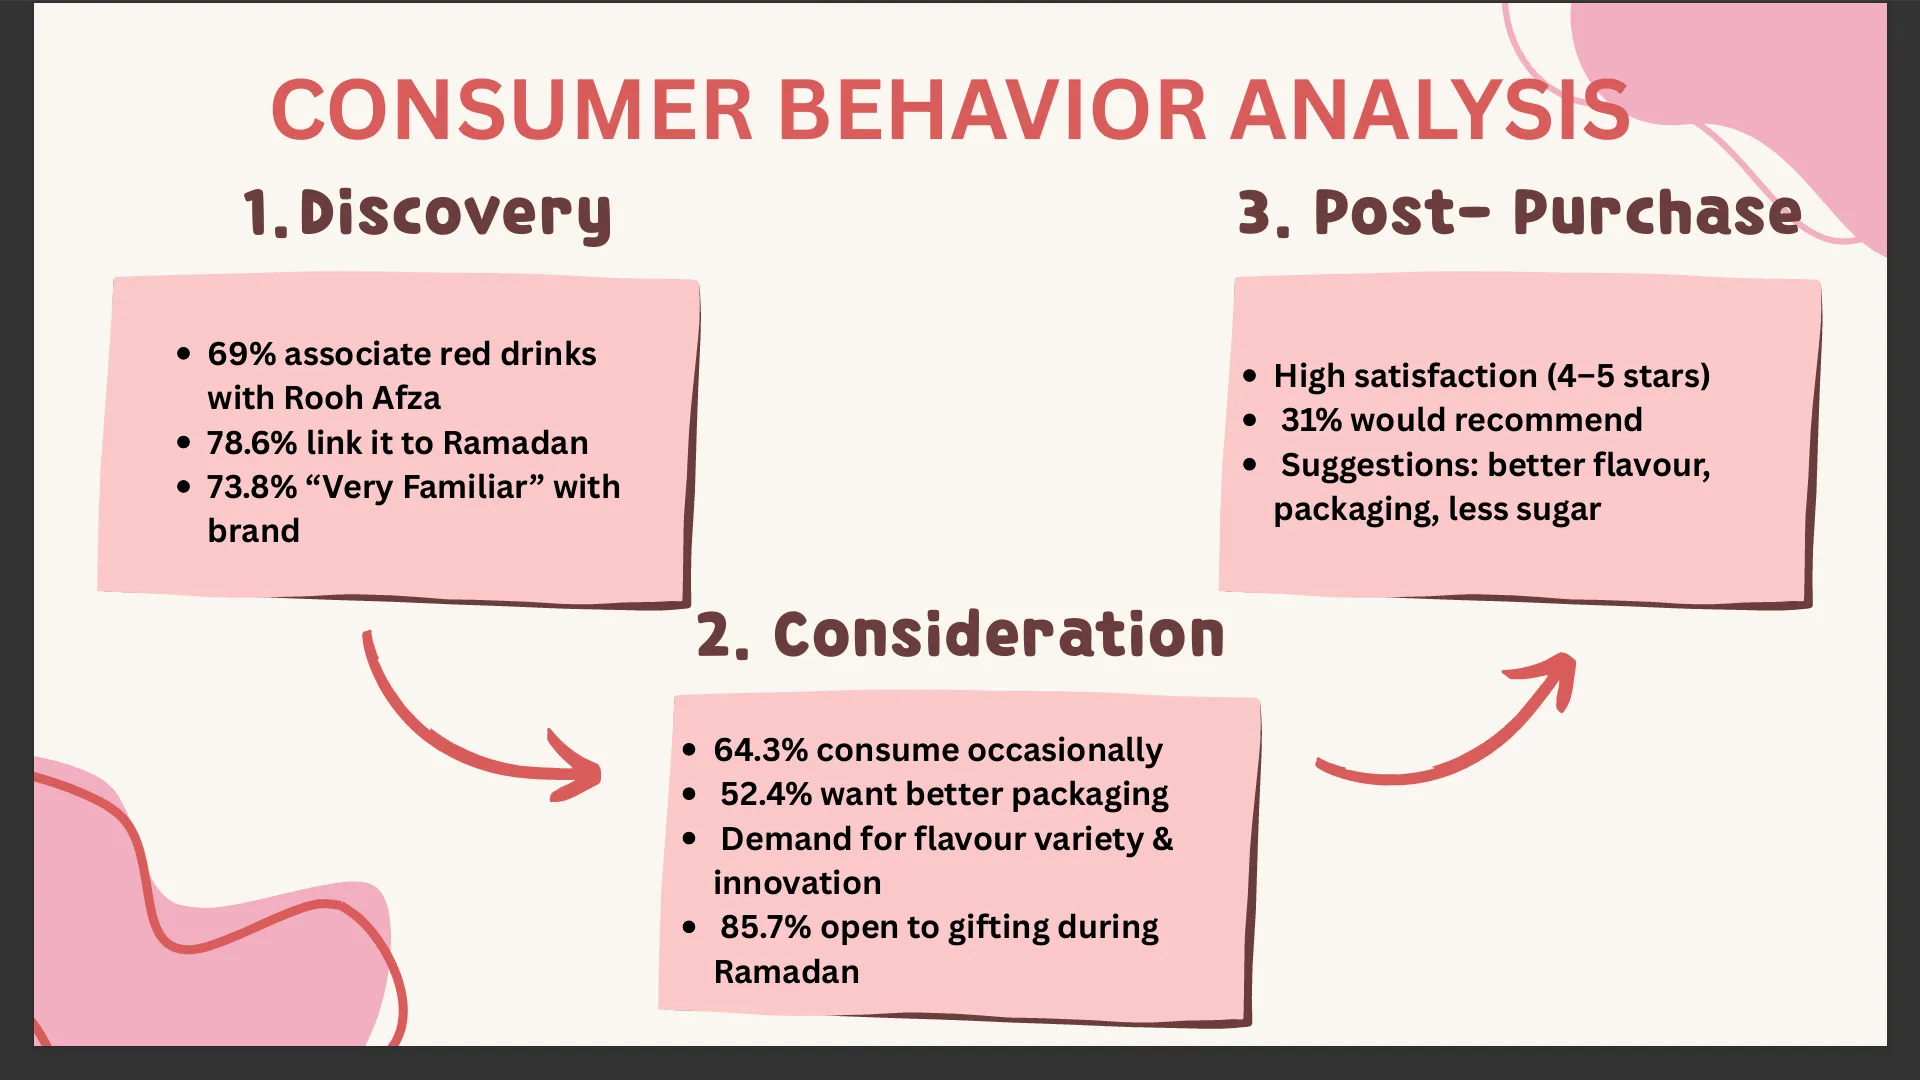 CONSUMER BEHAVIOR ANALYSIS
1. Discovery
• 69% associate red drinks
with Rooh Afza
• 78.6% link it to Ramadan
• 73.8% “Very Familiar” with
brand
2. Consideration
• 64.3% consume occasionally
• 52.4% want better packaging
• Demand for flavour variety &
innovation
• 85.7% open to gifting during
Ramadan
3. Post- Purchase
• High satisfaction (4–5 stars)
• 31% would recommend
• Suggestions: better flavour,
packaging, less sugar